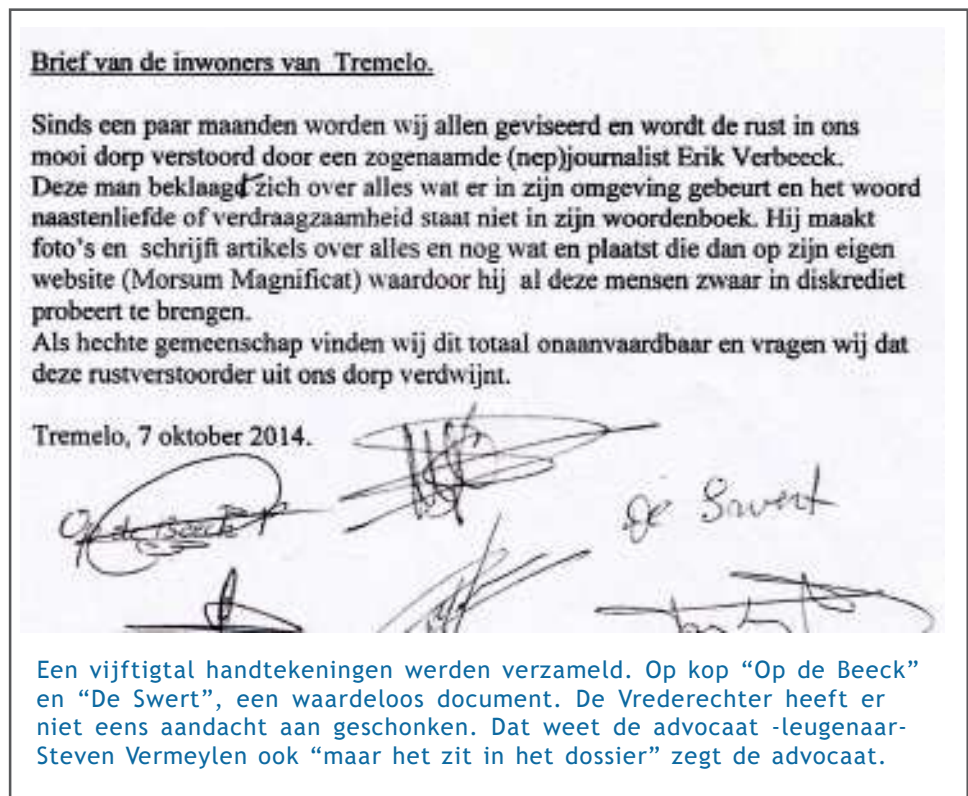 Brief van de inwoners van Tremelo.
Sinds een paar maanden worden wij allen geviseerd en wordt de rust in ons
mooi dorp verstoord door een zogenaamde (nep)journalist Erik Verbeeck.
Deze man beklaagd zich over alles wat er in zijn omgeving gebeurt en het woord
naastenliefde of verdraagzaamheid staat niet in zijn woordenboek. Hij maakt
foto's en schrijft artikels over alles en nog wat en plaatst die dan op zijn eigen
website (Morsum Magnificat) waardoor hij al deze mensen zwaar in diskrediet
probeert te brengen.
Als hechte gemeenschap vinden wij dit totaal onaanvaardbaar en vragen wij dat
deze rustverstoorder uit ons dorp verdwijnt.
Tremelo, 7 oktober 2014.
Op de Beeck
De Swert
Een vijftigtal handtekeningen werden verzameld. Op kop “Op de Beeck”
en “De Swert”, een waardeloos document. De Vrederechter heeft er
niet eens aandacht aan geschonken. Dat weet de advocaat -leugenaar-
Steven Vermeylen ook “maar het zit in het dossier” zegt de advocaat.